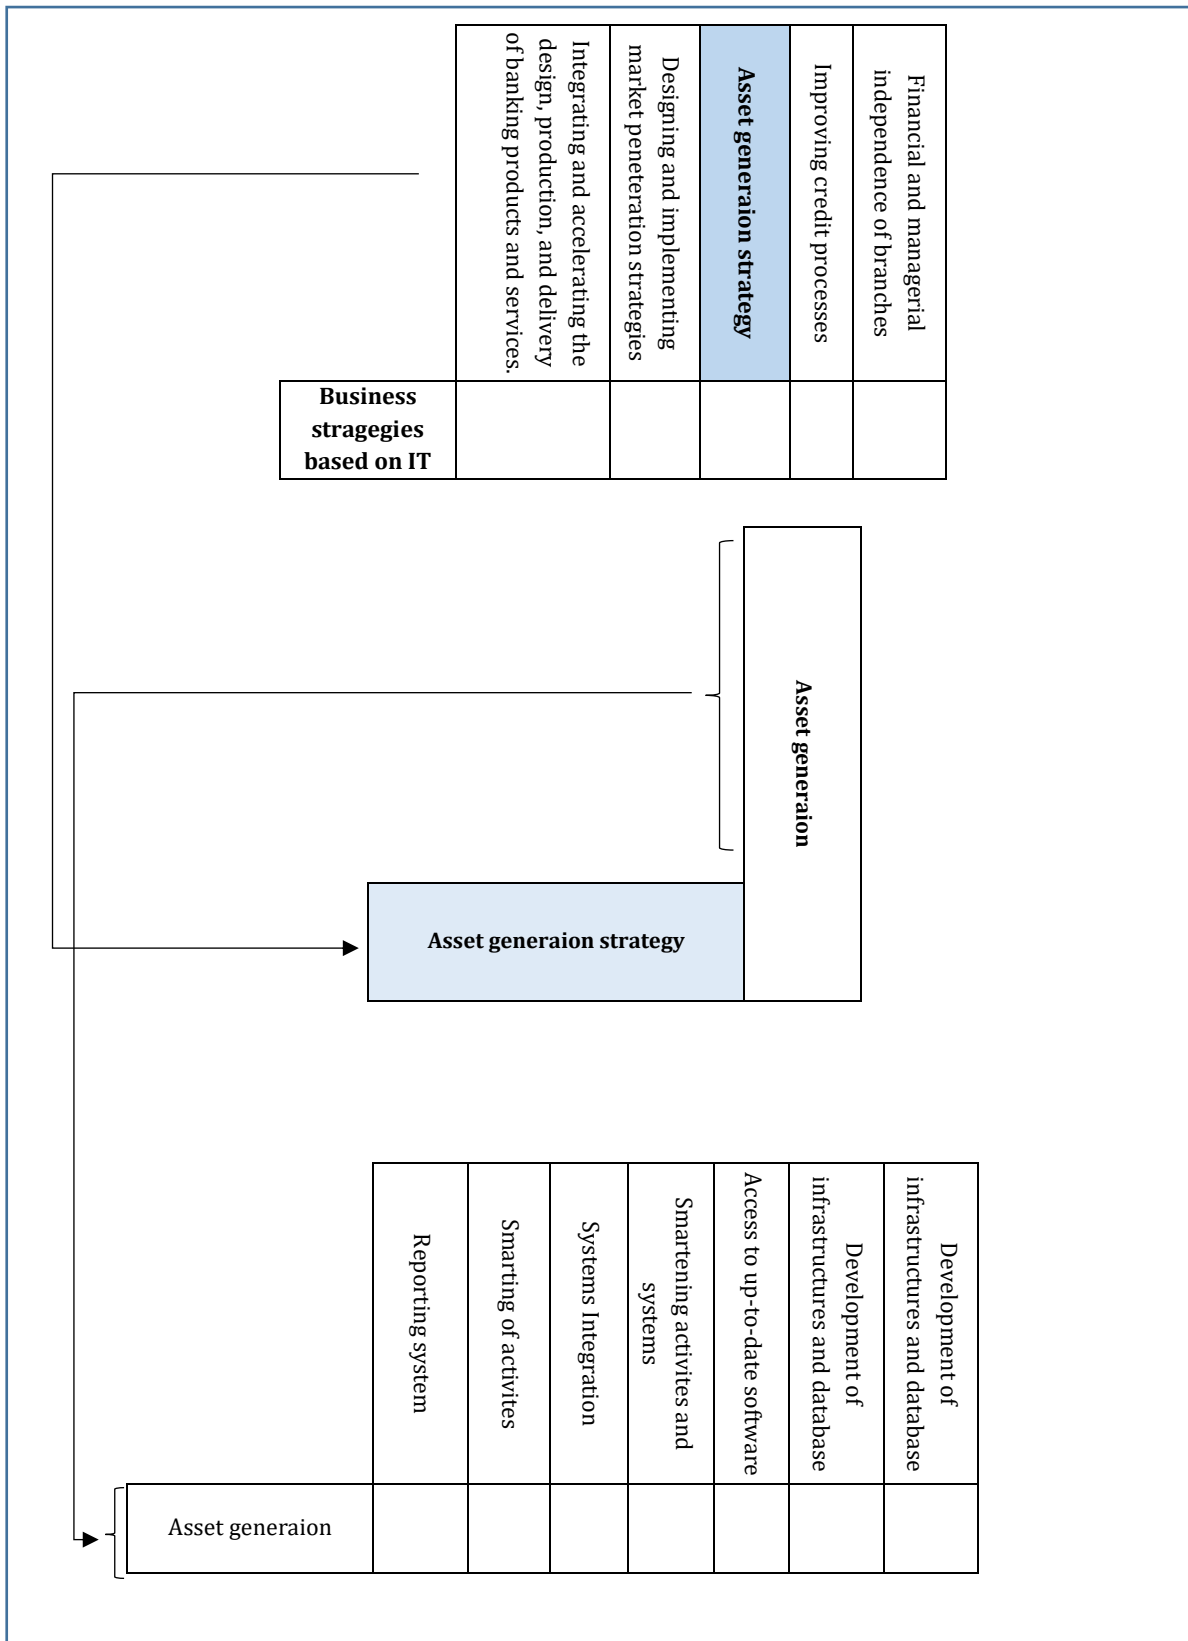 Integrating and accelerating the
design, production, and delivery
of banking products and services.
Designing and implementing
market peneteration strategies
Asset generaion strategy
Improving credit processes
Financial and managerial
independence of branches
Business
stragegies
based on IT
Asset generaion
Asset generaion strategy
Reporting system
Smarting of activites
Systems Integration
Smartening activites and
systems
Access to up-to-date software
Development of
infrastructures and database
Development of
infrastructures and database
Asset generaion